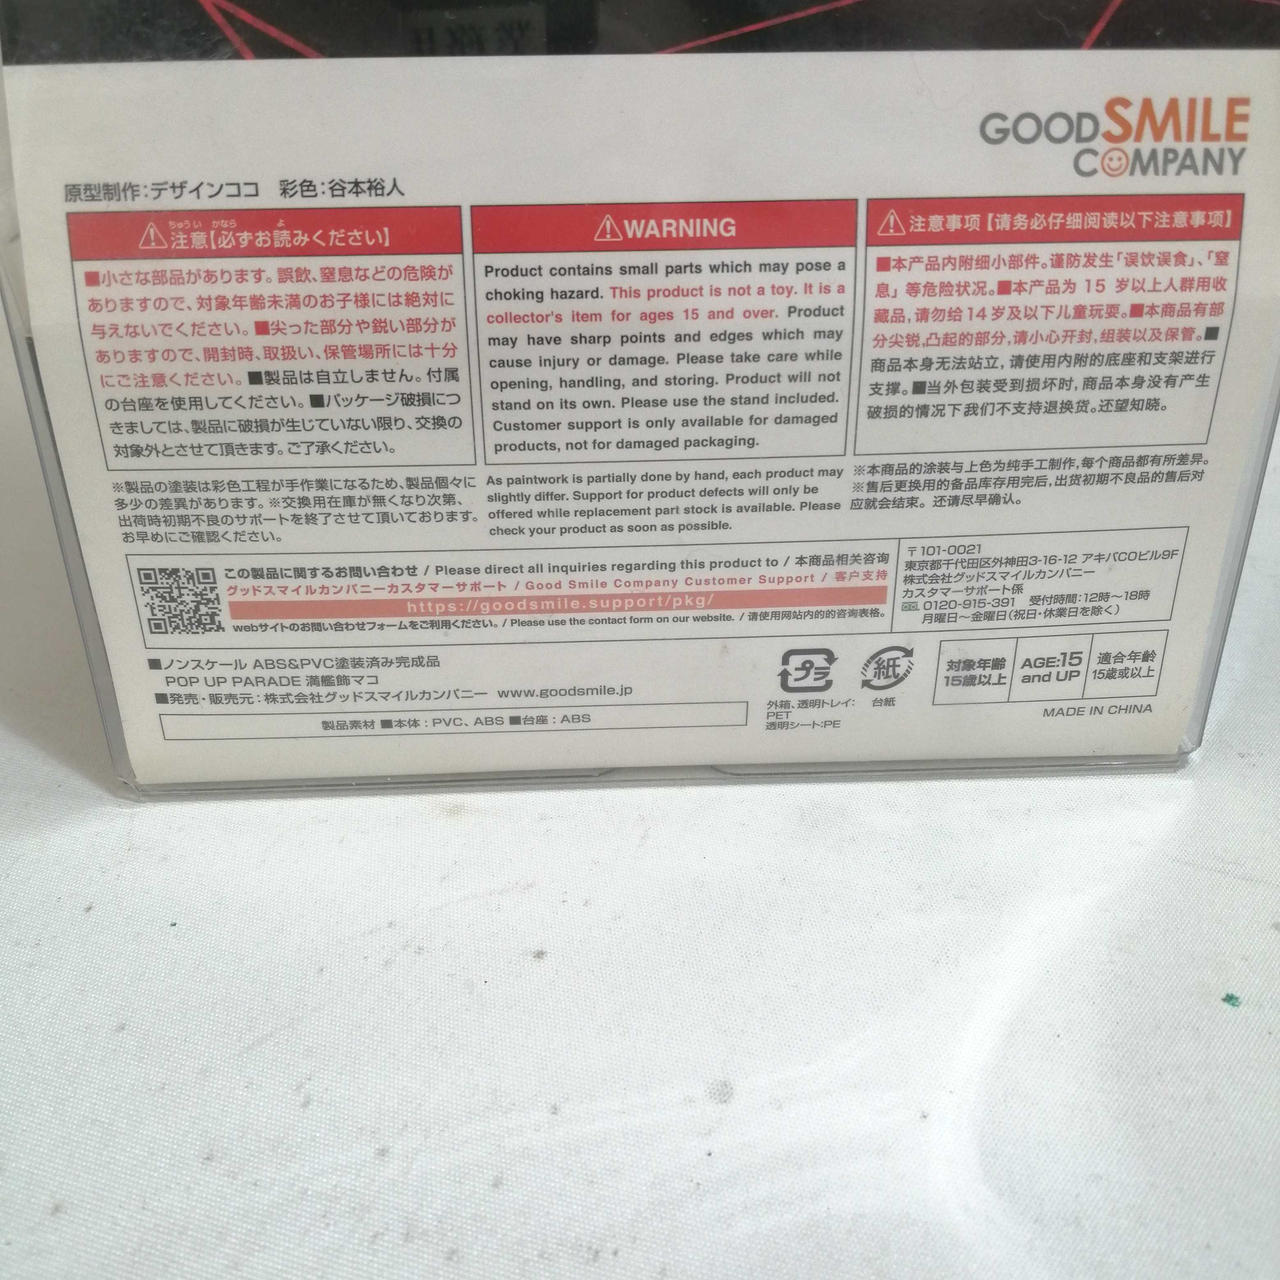 GOODSMILE
COMPANY
原型制作：デザインココ　彩色：谷本裕人
ちゅうい かなら よ
⚠注意【必ずお読みください】
■小さな部品があります。誤飲、窒息などの危険が
ありますので、対象年齢未満のお子様には絶対に
与えないでください。■尖った部分や鋭い部分が
ありますので、開封時、取扱い、保管場所には十分
にご注意ください。■製品は自立しません。付属
の台座を使用してください。■パッケージ破損につ
きましては、製品に破損が生じていない限り、交換の
対象外とさせて頂きます。ご了承ください。
※製品の塗装は彩色工程が手作業になるため、製品個々に
多少の差異があります。※交換用在庫が無くなり次第、
出荷時初期不良のサポートを終了させて頂いております。
お早めにご確認ください。
⚠WARNING
Product contains small parts which may pose a
choking hazard. This product is not a toy. It is a
collector's item for ages 15 and over. Product
may have sharp points and edges which may
cause injury or damage. Please take care while
opening, handling, and storing. Product will not
stand on its own. Please use the stand included.
Customer support is only available for damaged
products, not for damaged packaging.
As paintwork is partially done by hand, each product may
slightly differ. Support for product defects will only be
offered while replacement part stock is available. Please
check your product as soon as possible.
⚠注意事项【请务必仔细阅读以下注意事项】
■本产品内附细小部件。谨防发生「误饮误食」、「窒
息」等危险状况。■本产品为 15 岁以上人群用收
藏品,请勿给14岁及以下儿童玩耍。■本商品有部
分尖锐,凸起的部分,请小心开封,组装以及保管。■
商品本身无法站立,请使用内附的底座和支架进行
支撑。■当外包装受到损坏时,商品本身没有产生
破损的情况下我们不支持退换货。还望知晓。
※本商品的涂装与上色为纯手工制作,每个商品都有所差异。
※售后更换用的备品库存用完后,出货初期不良品的售后对
应就会结束。还请尽早确认。
この製品に関するお問い合わせ / Please direct all inquiries regarding this product to / 本商品相关咨询
グッドスマイルカンパニーカスタマーサポート / Good Smile Company Customer Support / 客户支持
https://goodsmile.support/pkg/
webサイトのお問い合わせフォームをご利用ください。/ Please use the contact form on our website. / 请使用网站内的的咨询表格。
〒101-0021
東京都千代田区外神田3-16-12 アキバCOビル9F
株式会社グッドスマイルカンパニー
カスタマーサポート係
0120-915-391　受付時間：12時～18時
月曜日～金曜日（祝日・休業日を除く）
■ノンスケール ABS&PVC塗装済み完成品
POP UP PARADE 満艦飾マコ
■発売・販売元：株式会社グッドスマイルカンパニー www.goodsmile.jp
製品素材 ■本体：PVC、ABS ■台座：ABS
プラ
外箱、透明トレイ：
PET
透明シート：PE
紙
台紙
対象年齢
15歳以上
AGE:15
and UP
適合年齢
15歳或以上
MADE IN CHINA